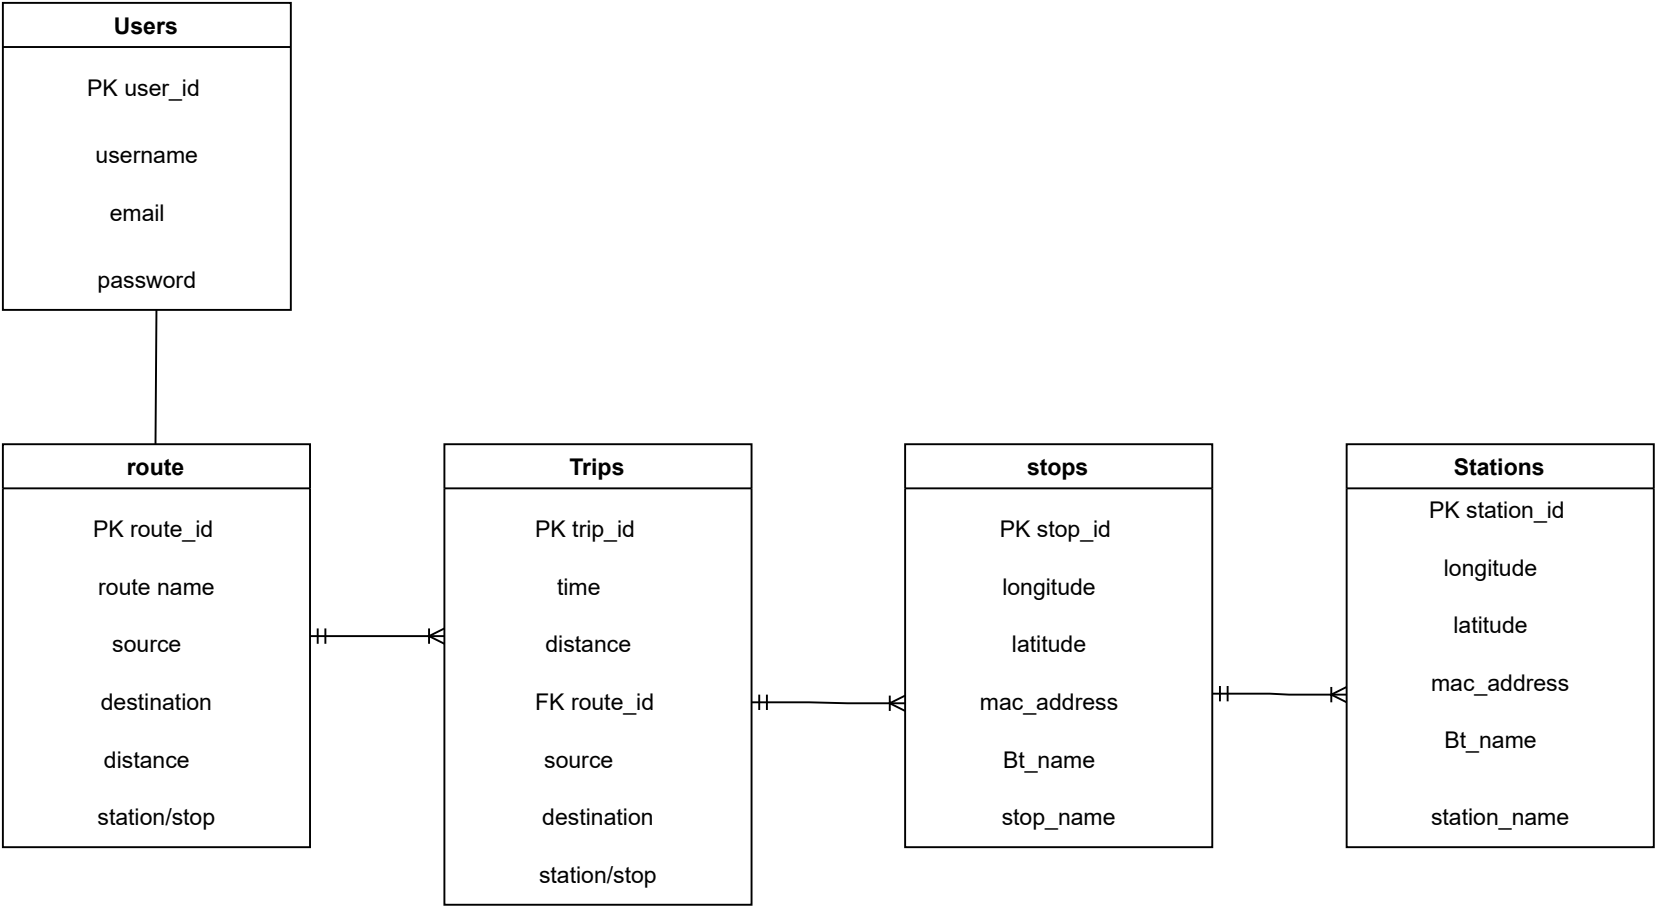 Users
PK user_id
username
email
password
route
PK route_id
route name
source
destination
distance
station/stop
Trips
PK trip_id
time
distance
FK route_id
source
destination
station/stop
stops
PK stop_id
longitude
latitude
mac_address
Bt_name
stop_name
Stations
PK station_id
longitude
latitude
mac_address
Bt_name
station_name